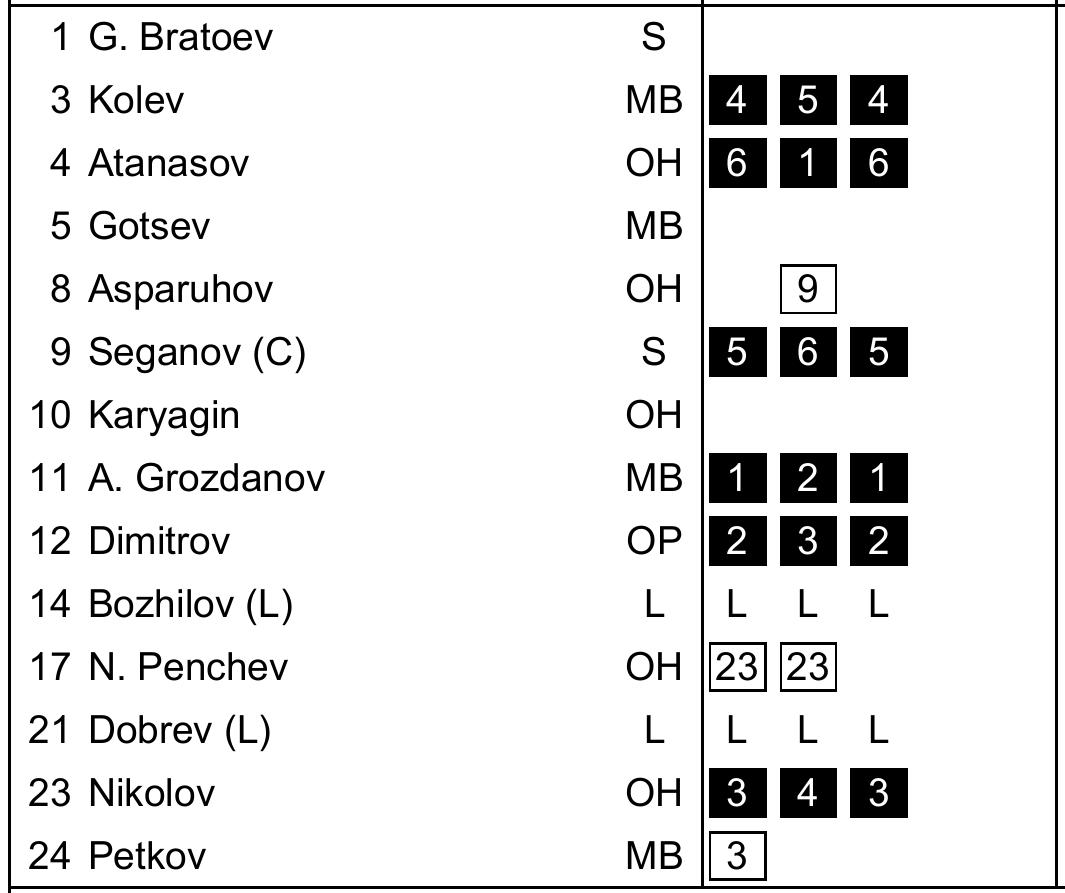 1 G. Bratoev S
3 Kolev MB 4 5 4
4 Atanasov OH 6 1 6
5 Gotsev MB
8 Asparuhov OH 9
9 Seganov (C) S 5 6 5
10 Karyagin OH
11 A. Grozdanov MB 1 2 1
12 Dimitrov OP 2 3 2
14 Bozhilov (L) L L L L
17 N. Penchev OH 23 23
21 Dobrev (L) L L L L
23 Nikolov OH 3 4 3
24 Petkov MB 3